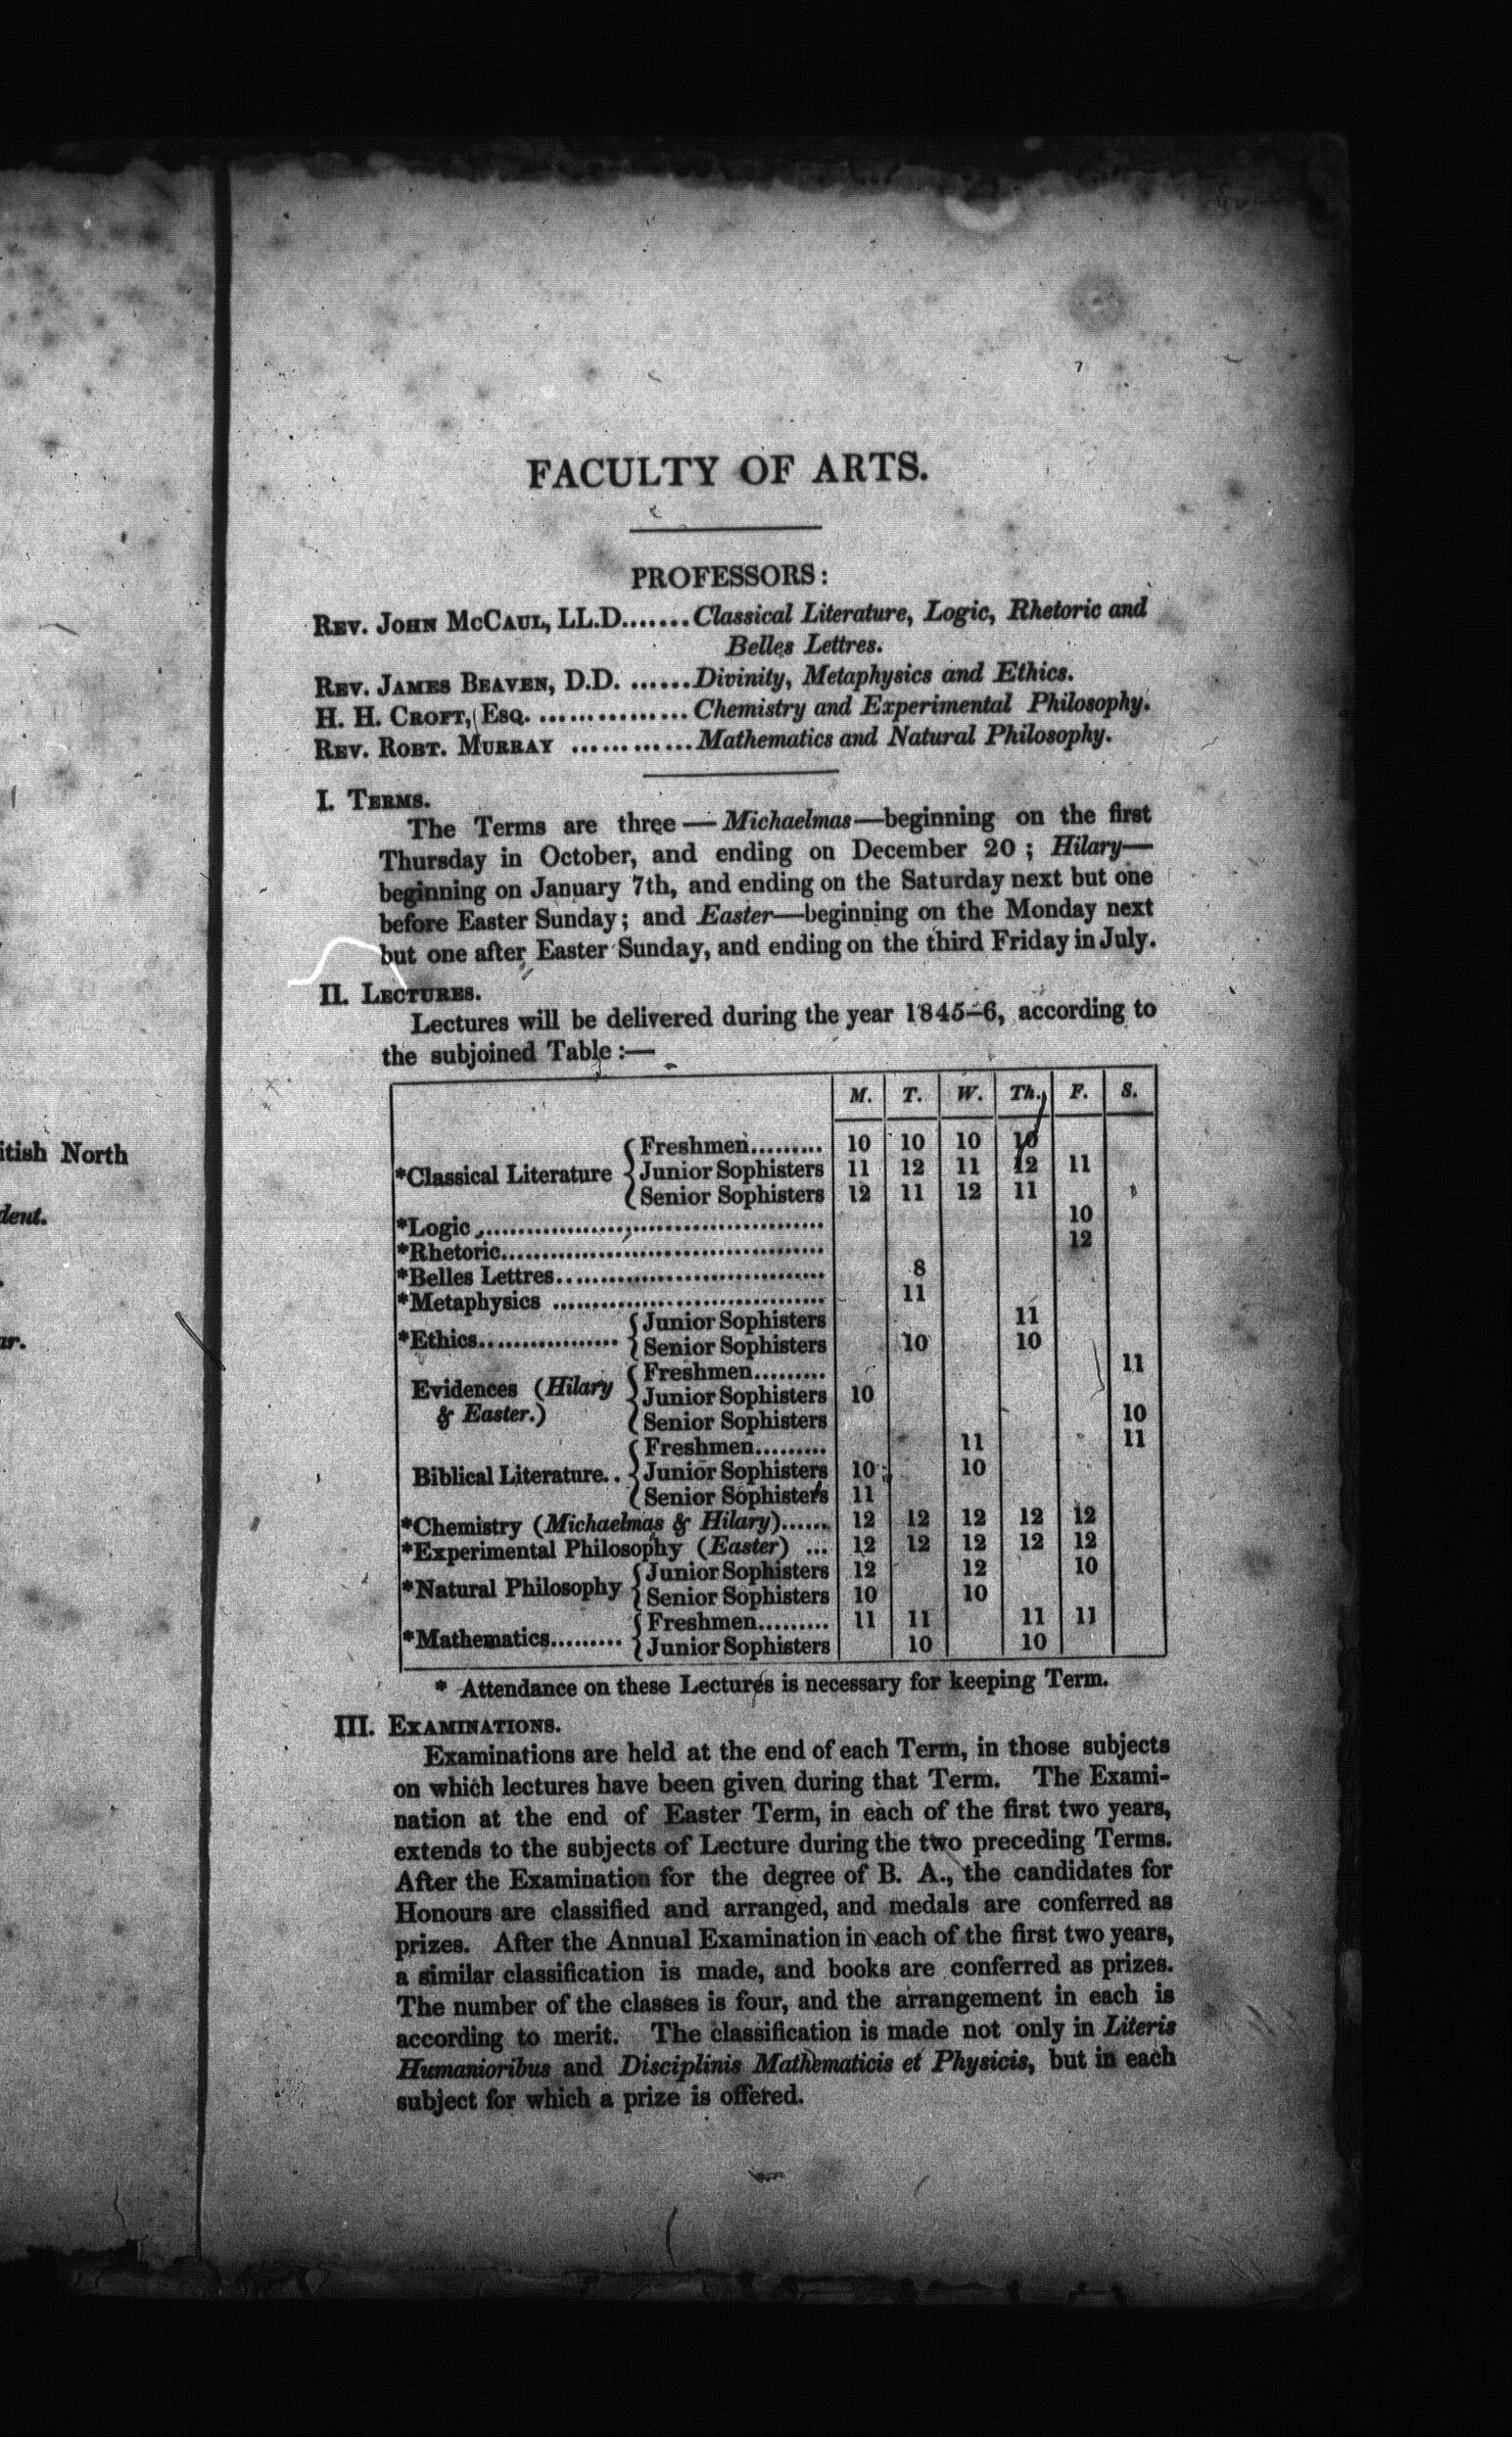 itish North
dent.
ar.
FACULTY OF ARTS.
PROFESSORS:
REV. JOHN MCCAUL, LL.D.......Classical Literature, Logic, Rhetoric and
Belles Lettres.
REV. JAMES BEAVEN, D.D. ......Divinity, Metaphysics and Ethics.
H. H. CROFT, ESQ. ...............Chemistry and Experimental Philosophy.
REV. ROBT. MURRAY ............Mathematics and Natural Philosophy.
I. TERMS.
The Terms are three — Michaelmas—beginning on the first
Thursday in October, and ending on December 20 ; Hilary—
beginning on January 7th, and ending on the Saturday next but one
before Easter Sunday; and Easter—beginning on the Monday next
but one after Easter Sunday, and ending on the third Friday in July.
II. LECTURES.
Lectures will be delivered during the year 1845-6, according to
the subjoined Table :—
M. T. W. Th. F. S.
Freshmen......... 10 10 10 10
*Classical Literature Junior Sophisters 11 12 11 12 11
Senior Sophisters 12 11 12 11
*Logic........................................... 10
*Rhetoric........................................ 12
*Belles Lettres.................................. 8
*Metaphysics .................................. 11
Junior Sophisters 11
*Ethics.................. Senior Sophisters 10 10
Freshmen......... 11
Evidences (Hilary Junior Sophisters 10
& Easter.) Senior Sophisters 10
Freshmen......... 11 11
Biblical Literature.. Junior Sophisters 10 10
Senior Sophisters 11
*Chemistry (Michaelmas & Hilary)...... 12 12 12 12 12
*Experimental Philosophy (Easter) ... 12 12 12 12 12
*Natural Philosophy Junior Sophisters 12 12 10
Senior Sophisters 10 10
Freshmen......... 11 11 11 11
*Mathematics......... Junior Sophisters 10 10
* Attendance on these Lectures is necessary for keeping Term.
III. EXAMINATIONS.
Examinations are held at the end of each Term, in those subjects
on which lectures have been given during that Term. The Exami-
nation at the end of Easter Term, in each of the first two years,
extends to the subjects of Lecture during the two preceding Terms.
After the Examination for the degree of B. A., the candidates for
Honours are classified and arranged, and medals are conferred as
prizes. After the Annual Examination in each of the first two years,
a similar classification is made, and books are conferred as prizes.
The number of the classes is four, and the arrangement in each is
according to merit. The classification is made not only in Literis
Humanioribus and Disciplinis Mathematicis et Physicis, but in each
subject for which a prize is offered.